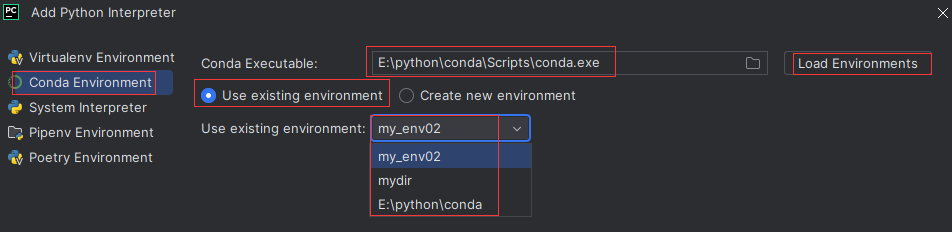 PC Add Python Interpreter
Virtualenv Environment
Conda Environment
System Interpreter
Pipenv Environment
Poetry Environment
Conda Executable: E:\python\conda\Scripts\conda.exe Load Environments
Use existing environment Create new environment
Use existing environment: my_env02
my_env02
mydir
E:\python\conda